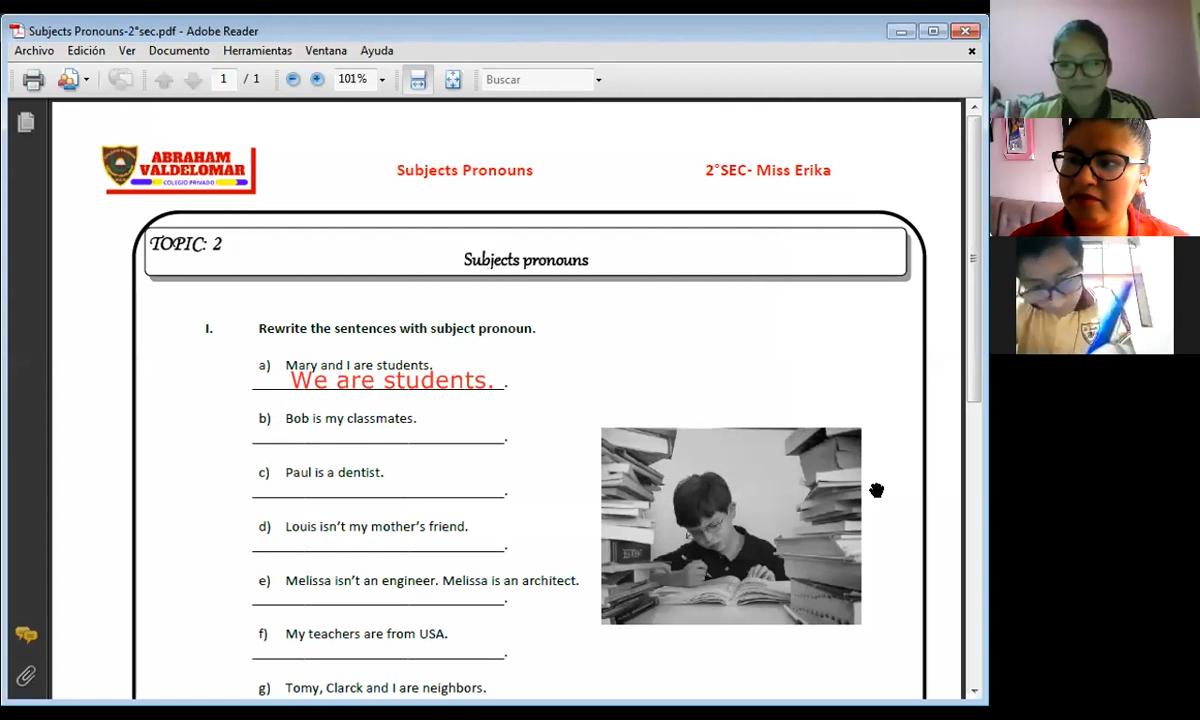 Subjects Pronouns-2°sec.pdf - Adobe Reader
Archivo Edición Ver Documento Herramientas Ventana Ayuda
1 / 1 101% Buscar
ABRAHAM
VALDELOMAR
COLEGIO PRIVADO
Subjects Pronouns
2°SEC- Miss Erika
TOPIC: 2
Subjects pronouns
I. Rewrite the sentences with subject pronoun.
a) Mary and I are students.
We are students. .
b) Bob is my classmates.
c) Paul is a dentist.
d) Louis isn't my mother's friend.
e) Melissa isn't an engineer. Melissa is an architect.
f) My teachers are from USA.
g) Tomy, Clarck and I are neighbors.